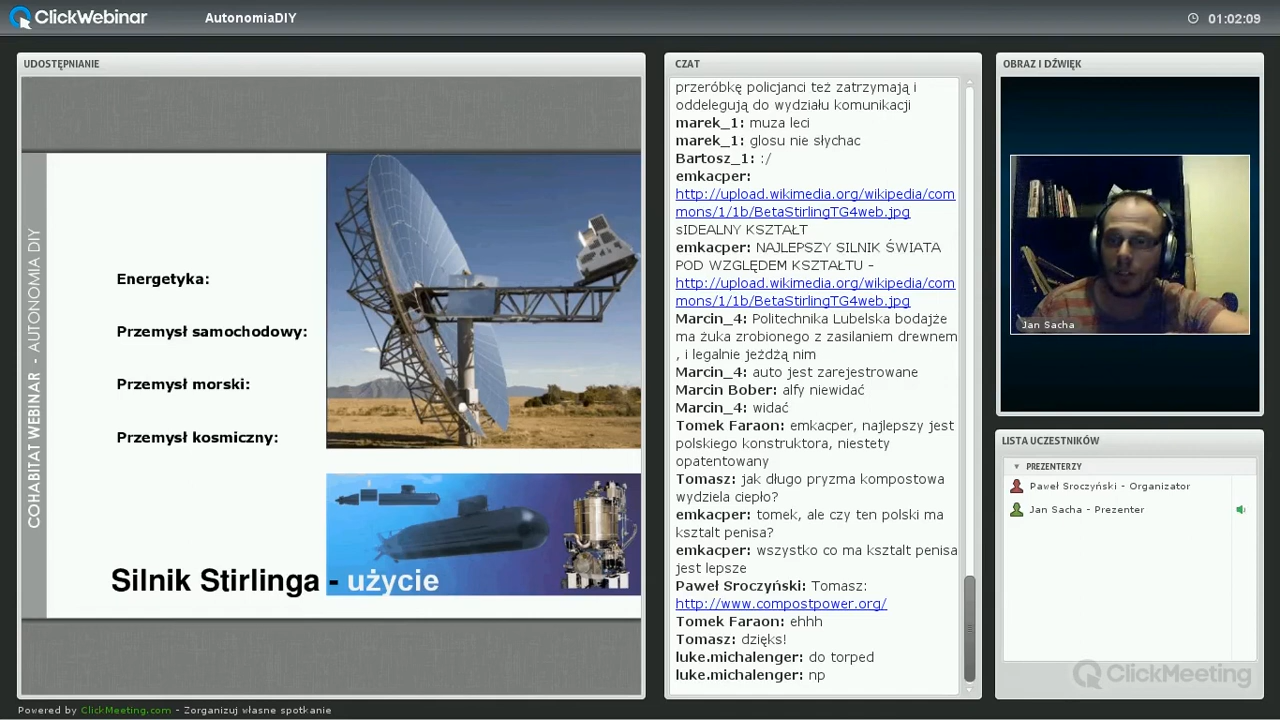 ClickWebinar
AutonomiaDIY
01:02:09
UDOSTĘPNIANIE
COHABITAT WEBINAR - AUTONOMIA DIY
Energetyka:
Przemysł samochodowy:
Przemysł morski:
Przemysł kosmiczny:
Silnik Stirlinga - użycie
CZAT
przeróbkę policjanci też zatrzymają i
oddelegują do wydziału komunikacji
marek_1: muza leci
marek_1: glosu nie słychac
Bartosz_1: :/
emkacper:
http://upload.wikimedia.org/wikipedia/com
mons/1/1b/BetaStirlingTG4web.jpg
sIDEALNY KSZTAŁT
emkacper: NAJLEPSZY SILNIK ŚWIATA
POD WZGLĘDEM KSZTAŁTU -
http://upload.wikimedia.org/wikipedia/com
mons/1/1b/BetaStirlingTG4web.jpg
Marcin_4: Politechnika Lubelska bodajże
ma żuka zrobionego z zasilaniem drewnem
, i legalnie jeżdżą nim
Marcin_4: auto jest zarejestrowane
Marcin Bober: alfy niewidać
Marcin_4: widać
Tomek Faraon: emkacper, najlepszy jest
polskiego konstruktora, niestety
opatentowany
Tomasz: jak długo pryzma kompostowa
wydziela ciepło?
emkacper: tomek, ale czy ten polski ma
ksztalt penisa?
emkacper: wszystko co ma ksztalt penisa
jest lepsze
Paweł Sroczyński: Tomasz:
http://www.compostpower.org/
Tomek Faraon: ehhh
Tomasz: dzięks!
luke.michalenger: do torped
luke.michalenger: np
OBRAZ I DŹWIĘK
Jan Sacha
LISTA UCZESTNIKÓW
PREZENTERZY
Paweł Sroczyński - Organizator
Jan Sacha - Prezenter
ClickMeeting
Powered by ClickMeeting.com - Zorganizuj własne spotkanie